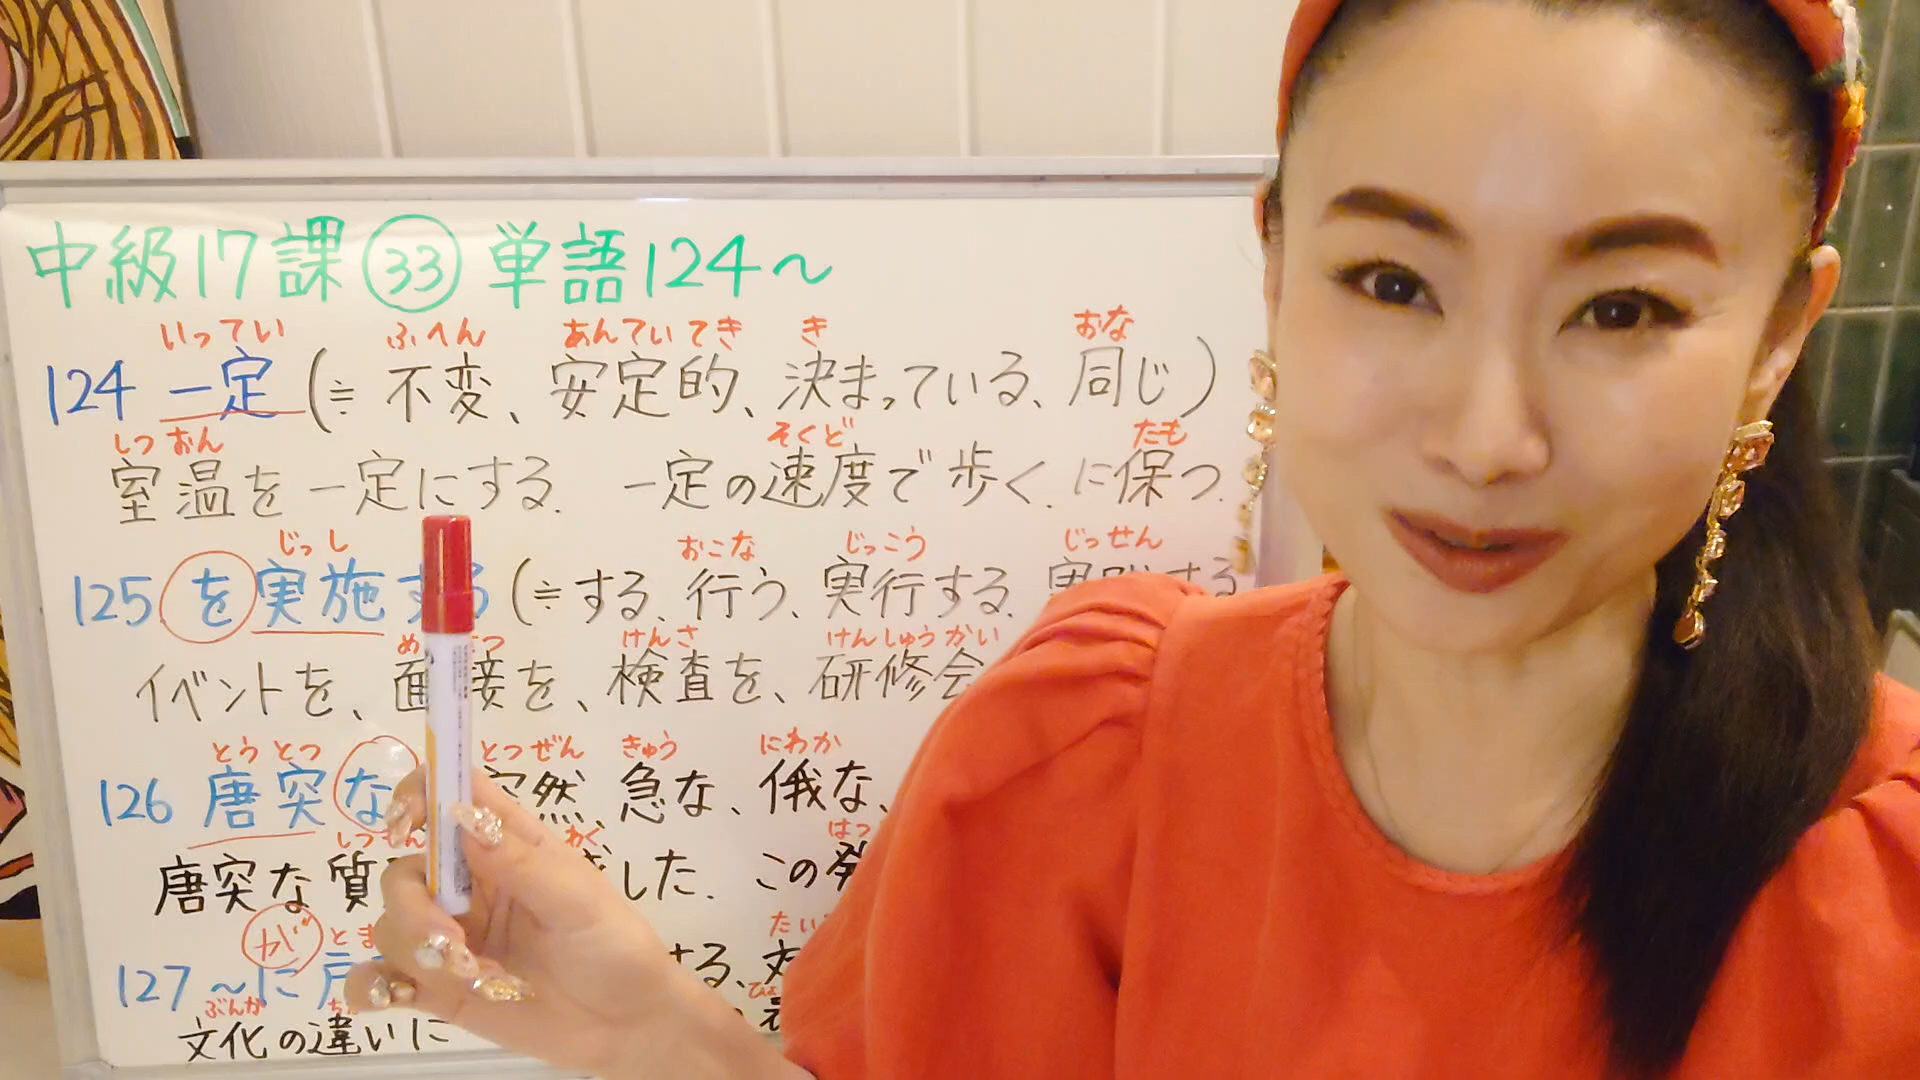 中級17課㉝単語124〜
いってい ふへん あんていてき き おな
124 一定(≒不変、安定的、決まっている、同じ)
しつおん そくど たも
室温を一定にする. 一定の速度で歩く. に保つ.
じっし おこな じっこう じっせん
125 を実施する(≒する、行う、実行する、
けんさ けんしゅうかい
イベントを、面接を、検査を、研修会
とうとつ とつぜん きゅう にわか
126 唐突な 然、急な、俄な、
唐突な質 した. この
が とま
127 〜に戸 する、
ぶんか
文化の違いに